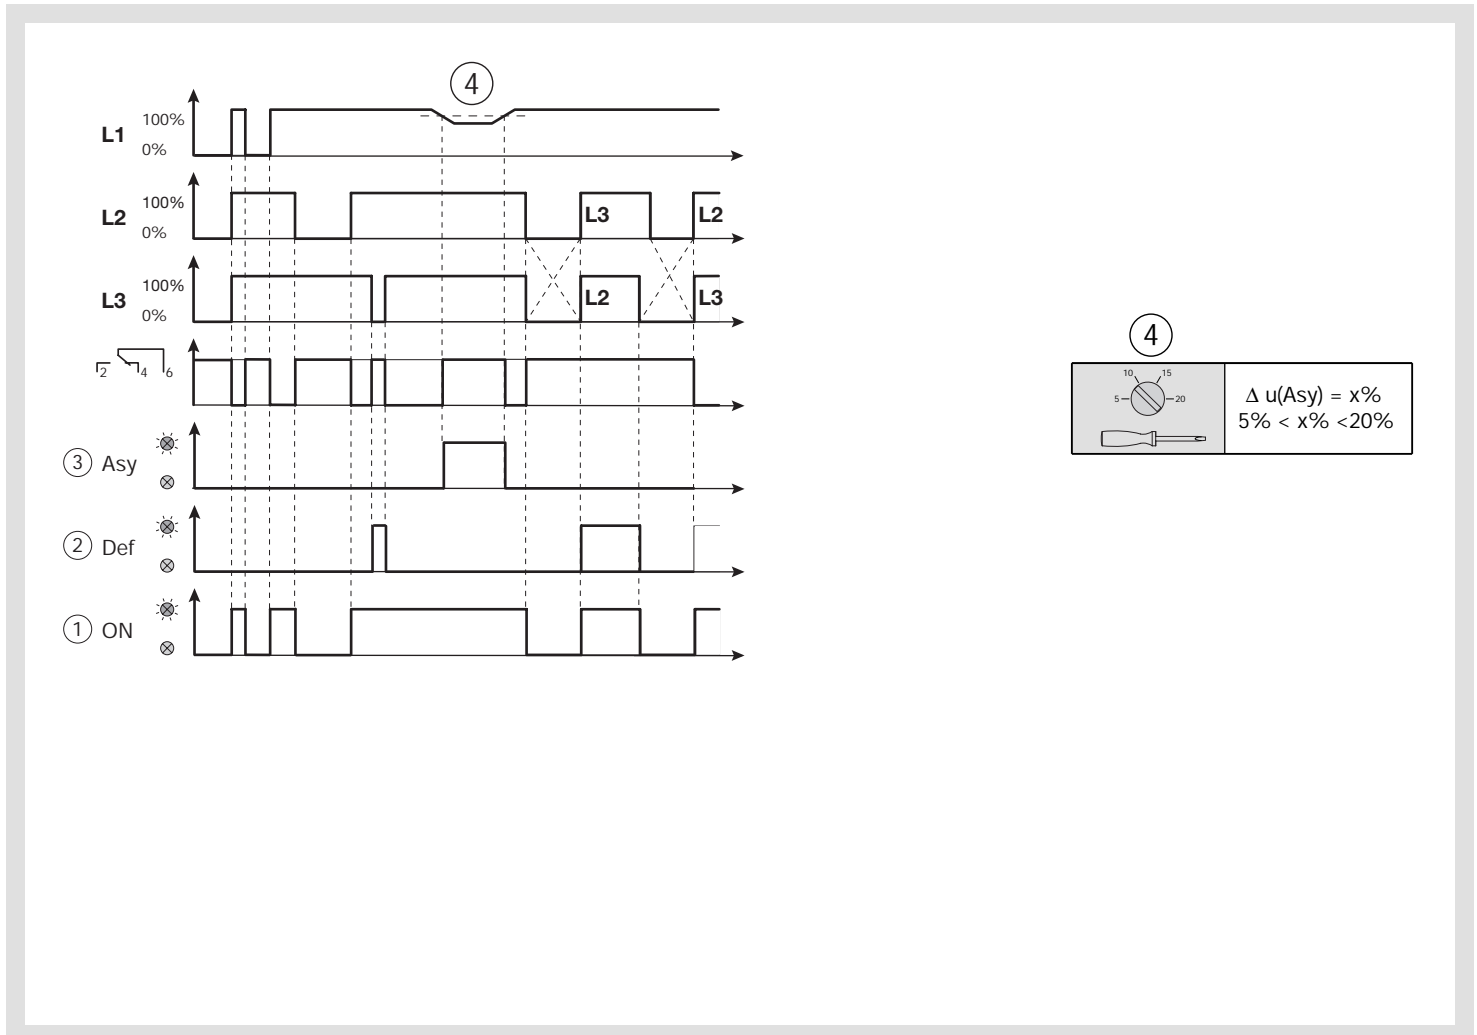 4
L1 100%
0%
L2 100%
0%
L3 L2
L3 100%
0%
L2 L3
2 4 6
3 Asy
2 Def
1 ON
4
10 15
5 20
Δ u(Asy) = x%
5% < x% <20%